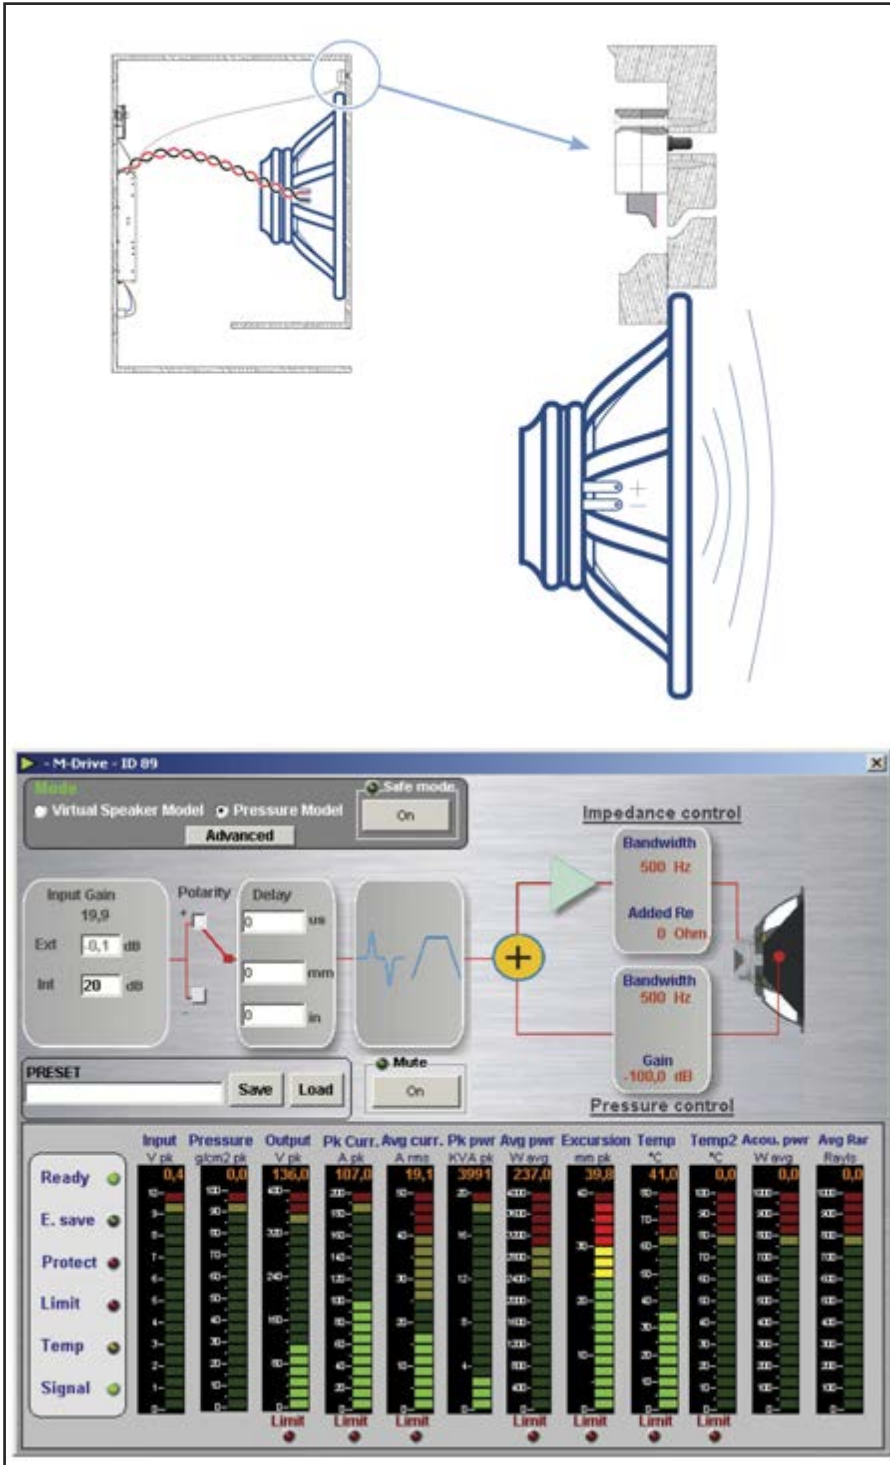 +
−
- M-Drive - ID 89
Mode
Virtual Speaker Model Pressure Model
Advanced
Safe mode
On
Input Gain
19,9
Ext -0,1 dB
Int 20 dB
Polarity
+
-
Delay
0 us
0 mm
0 in
+
Impedance control
Bandwidth
500 Hz
Added Re
0 Ohm
Bandwidth
500 Hz
Gain
-100,0 dB
Pressure control
PRESET
Save Load
Mute
On
Input Pressure Output Pk Curr. Avg curr. Pk pwr Avg pwr Excursion Temp Temp2 Acou. pwr Avg Rar
V pk g/cm2 pk V pk A pk A rms KVA pk W avg mm pk °C °C W avg Rayls
0,4 0,0 136,0 107,0 19,1 3991 237,0 39,8 41,0 0,0 0,0 0,0
Ready
E. save
Protect
Limit
Temp
Signal
Limit Limit Limit Limit Limit Limit Limit